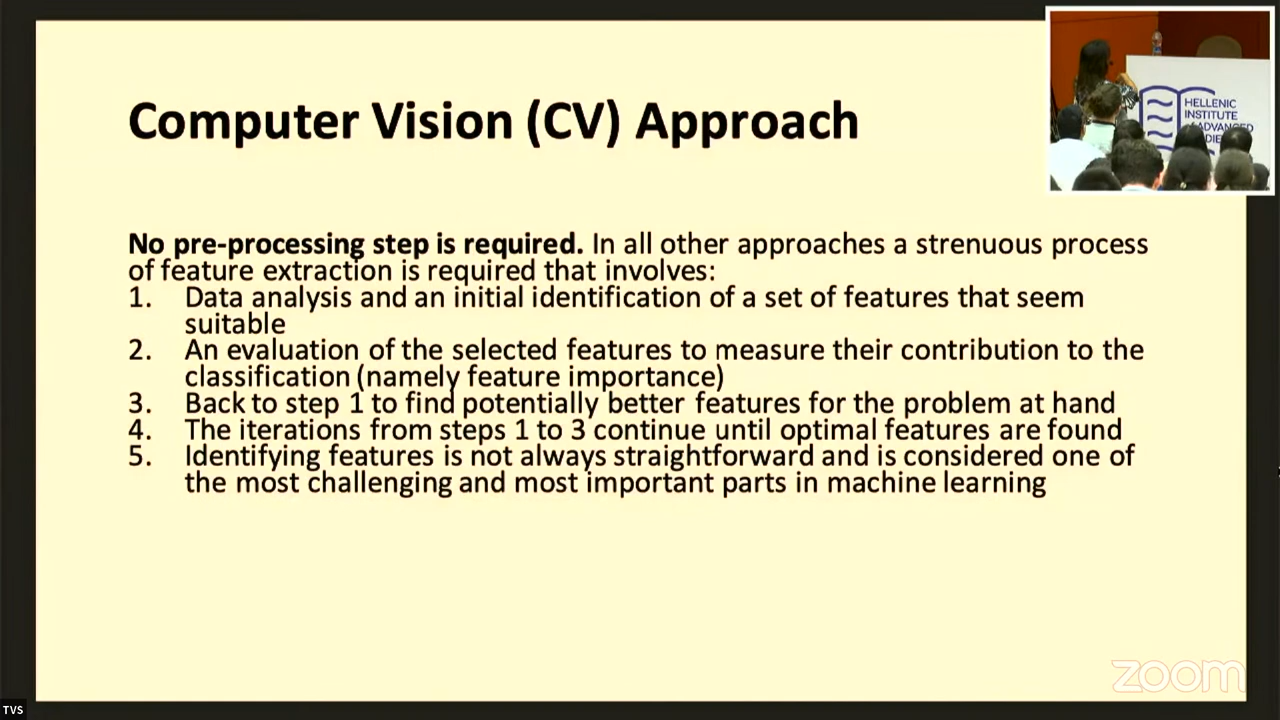 Computer Vision (CV) Approach
No pre-processing step is required. In all other approaches a strenuous process
of feature extraction is required that involves:
1. Data analysis and an initial identification of a set of features that seem
suitable
2. An evaluation of the selected features to measure their contribution to the
classification (namely feature importance)
3. Back to step 1 to find potentially better features for the problem at hand
4. The iterations from steps 1 to 3 continue until optimal features are found
5. Identifying features is not always straightforward and is considered one of
the most challenging and most important parts in machine learning
HELLENIC
INSTITUTE
ADVANCED
zoom
TVS